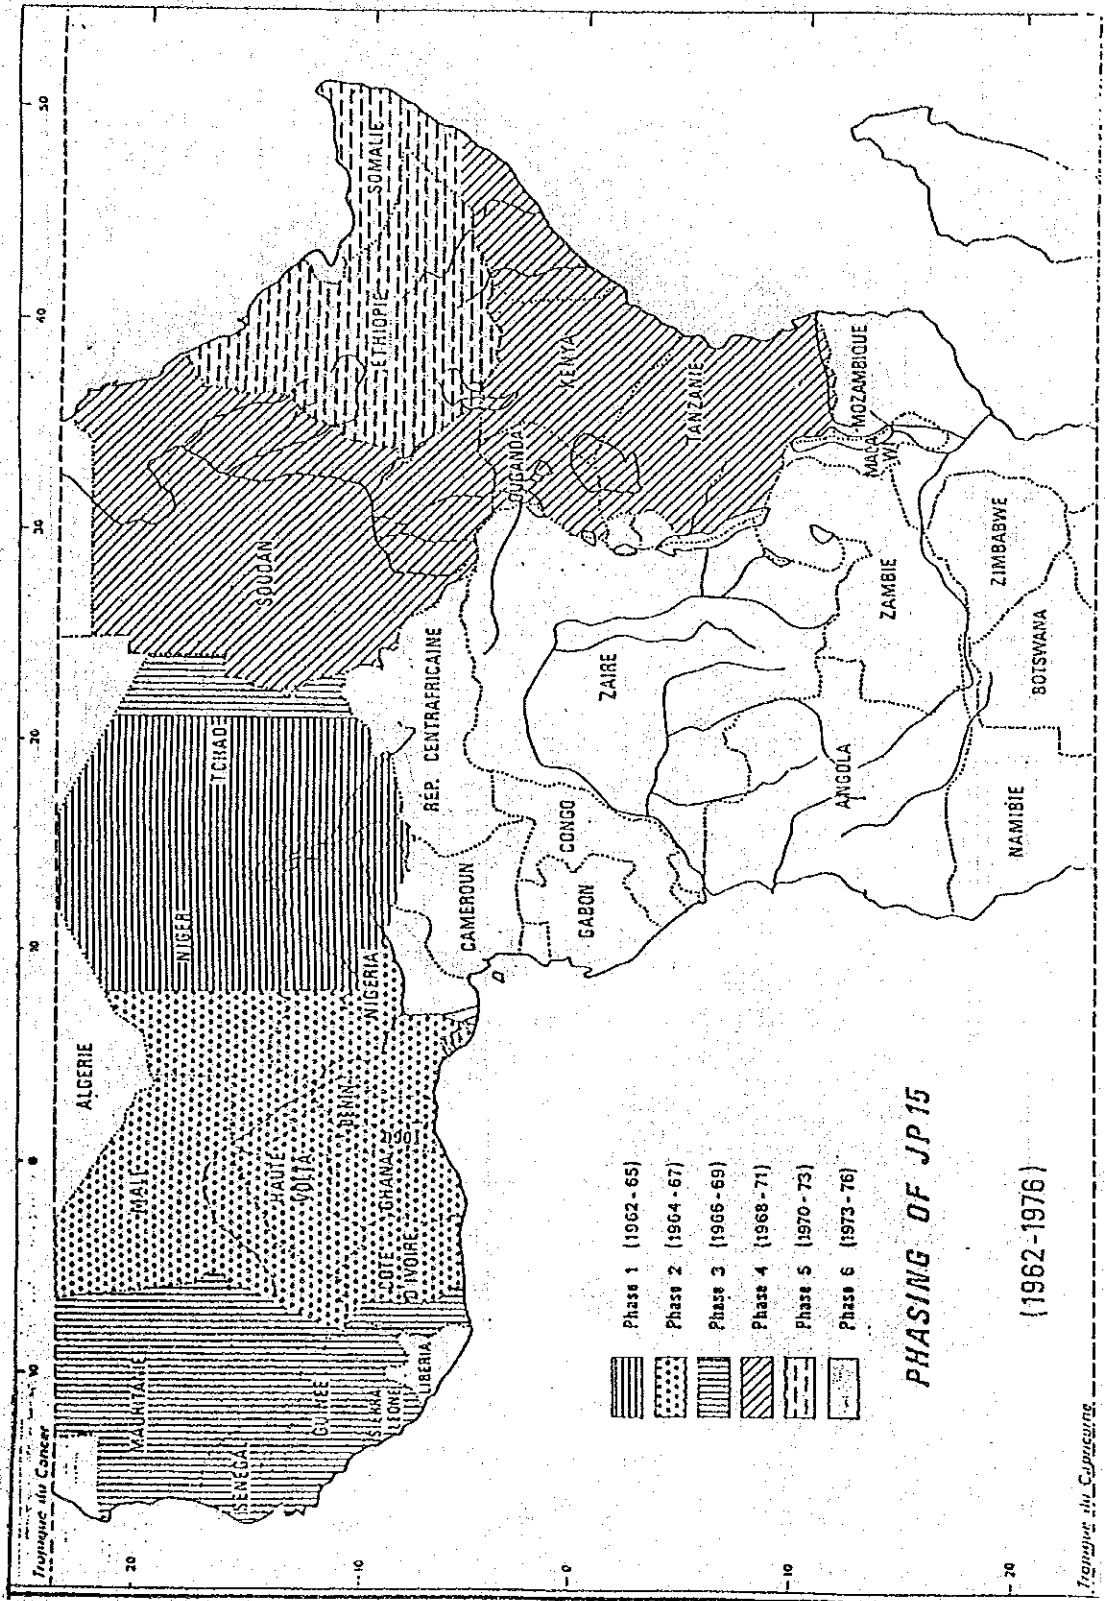 Tropique du Cancer
MAURITANIE
SENEGAL
GUINEE
SIERRA
LEONE
LIBERIA
MALI
ALGERIE
HAUTE
VOLTA
COTE
D'IVOIRE
GHANA
TOGO
BENIN
NIGER
NIGERIA
TCHAD
SOUDAN
ETHIOPIE
SOMALIE
CAMEROUN
RÉP. CENTRAFRICAINE
OUGANDA
KENYA
GABON
CONGO
ZAIRE
TANZANIE
ANGOLA
ZAMBIE
MALA
WI
MOZAMBIQUE
NAMIBIE
BOTSWANA
ZIMBABWE
10
0
10
20
30
40
50
20
10
0
10
20
Phase 1 (1962-65)
Phase 2 (1964-67)
Phase 3 (1966-69)
Phase 4 (1968-71)
Phase 5 (1970-73)
Phase 6 (1973-76)
PHASING OF JP 15
(1962-1976)
Tropique du Capricorne